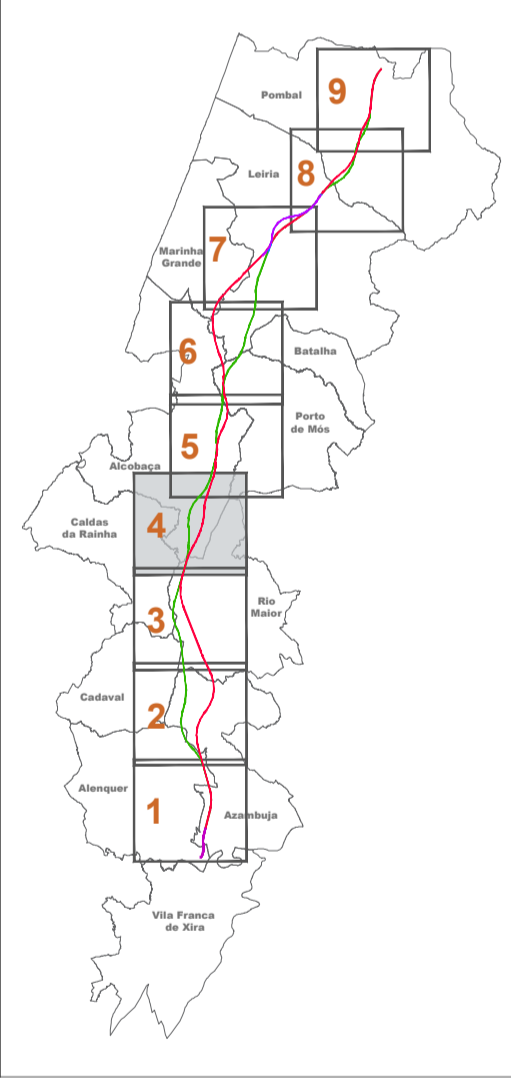 9
Pombal
8
Leiria
7
Marinha
Grande
6
Batalha
Porto
de Mós
5
Alcobaça
4
Caldas
da Rainha
Rio
Maior
3
Cadaval
2
Alenquer
1
Azambuja
Vila Franca
de Xira